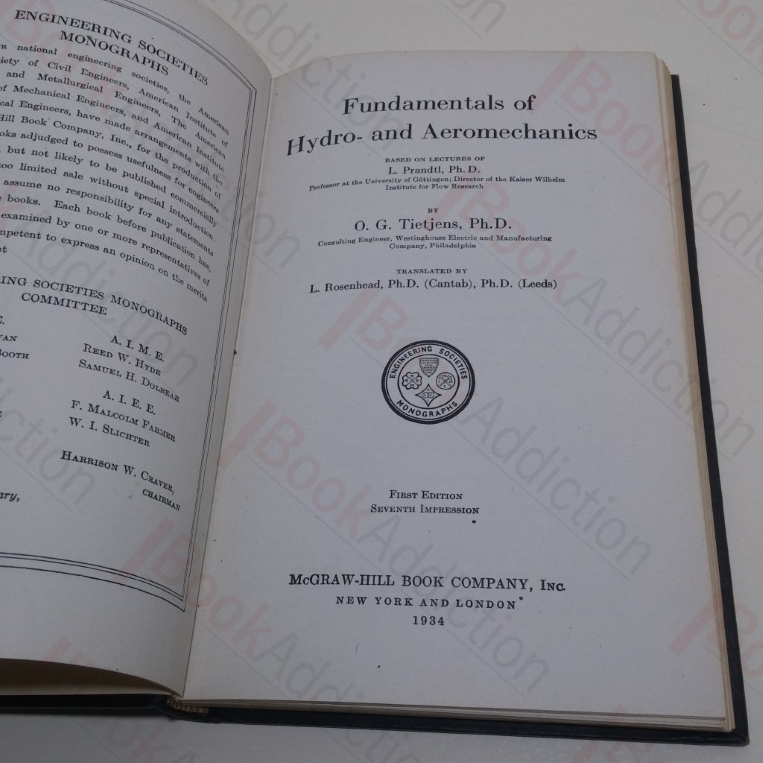 ENGINEERING SOCIETIES
MONOGRAPHS
national engineering societies, the American
iety of Civil Engineers, American Institute of
and Metallurgical Engineers, The American
of Mechanical Engineers, and American Institute
cal Engineers, have made arrangements with the
Hill Book Company, Inc., for the production of
oks adjudged to possess usefulness for engineers
, but not likely to be published commercially
too limited sale without special introduction.
assume no responsibility for any statements
books. Each book before publication has,
examined by one or more representatives of
mpetent to express an opinion on the merits
RING SOCIETIES MONOGRAPHS
COMMITTEE
A. I. M. E.
REED W. HYDE
SAMUEL H. DOLBEAR
A. I. E. E.
F. MALCOLM FARMER
W. I. SLICHTER
VAN
BOOTH
HARRISON W. CRAVER,
CHAIRMAN
ary,
Fundamentals of
Hydro- and Aeromechanics
BASED ON LECTURES OF
L. Prandtl, Ph.D.
Professor at the University of Göttingen; Director of the Kaiser Wilhelm
Institute for Flow Research
BY
O. G. Tietjens, Ph.D.
Consulting Engineer, Westinghouse Electric and Manufacturing
Company, Philadelphia
TRANSLATED BY
L. Rosenhead, Ph.D. (Cantab), Ph.D. (Leeds)
ENGINEERING SOCIETIES
MONOGRAPHS
FIRST EDITION
SEVENTH IMPRESSION
McGRAW-HILL BOOK COMPANY, INC.
NEW YORK AND LONDON
1934
BookAddiction